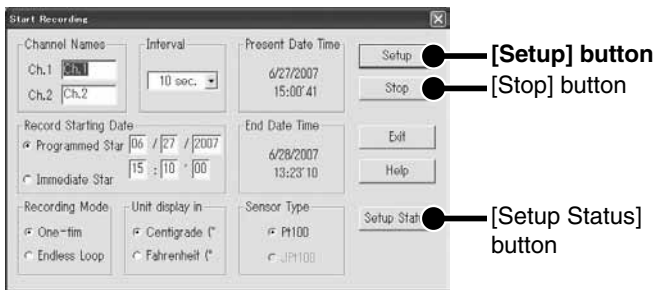 Start Recording
Channel Names
Ch.1 Ch.1
Ch.2 Ch.2
Interval
10 sec.
Present Date Time
6/27/2007
15:00'41
Setup
Stop
[Setup] button
[Stop] button
Record Starting Date
Programmed Star 06 / 27 / 2007
15 : 10 ' 00
Immediate Star
End Date Time
6/28/2007
13:23'10
Exit
Help
Recording Mode
One-tim
Endless Loop
Unit display in
Centigrade (°
Fahrenheit (°
Sensor Type
Pt100
JPt100
Setup Stat
[Setup Status]
button